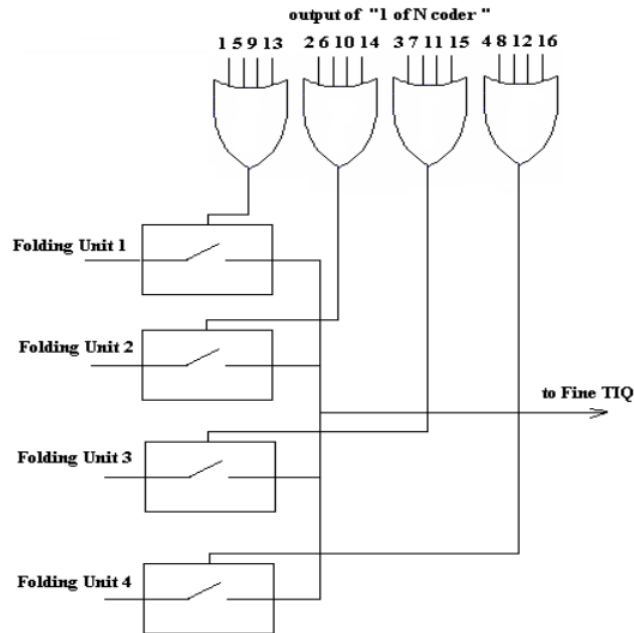 output of "1 of N coder "
1 5 9 13 2 6 10 14 3 7 11 15 4 8 12 16
Folding Unit 1
Folding Unit 2
to Fine TIQ
Folding Unit 3
Folding Unit 4